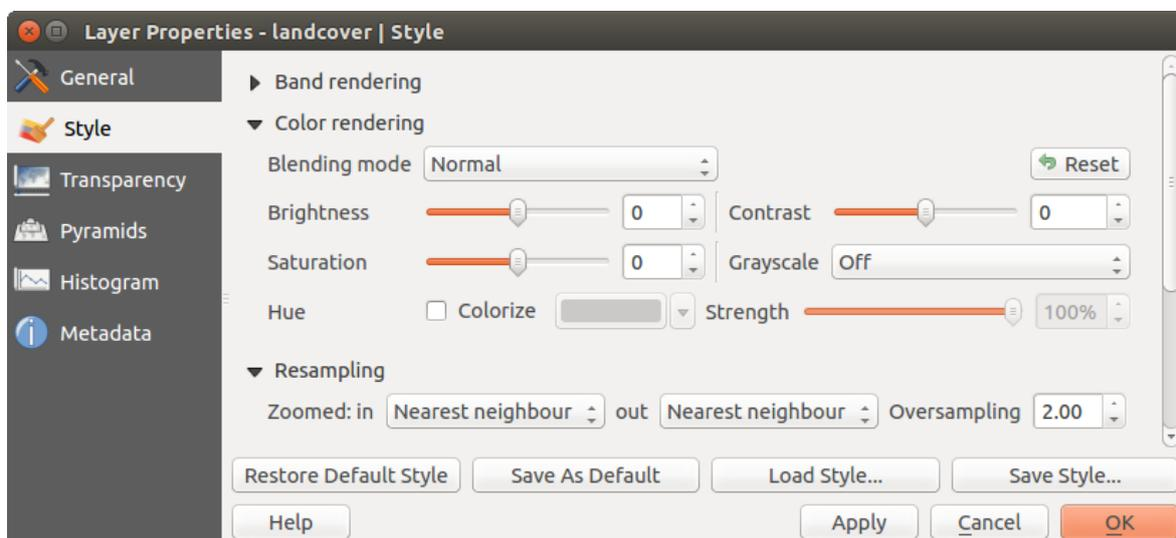 Layer Properties - landcover | Style
General
Style
Transparency
Pyramids
Histogram
Metadata
Band rendering
Color rendering
Blending mode Normal Reset
Brightness 0 Contrast 0
Saturation 0 Grayscale Off
Hue Colorize Strength 100%
Resampling
Zoomed: in Nearest neighbour out Nearest neighbour Oversampling 2.00
Restore Default Style Save As Default Load Style... Save Style...
Help Apply Cancel OK